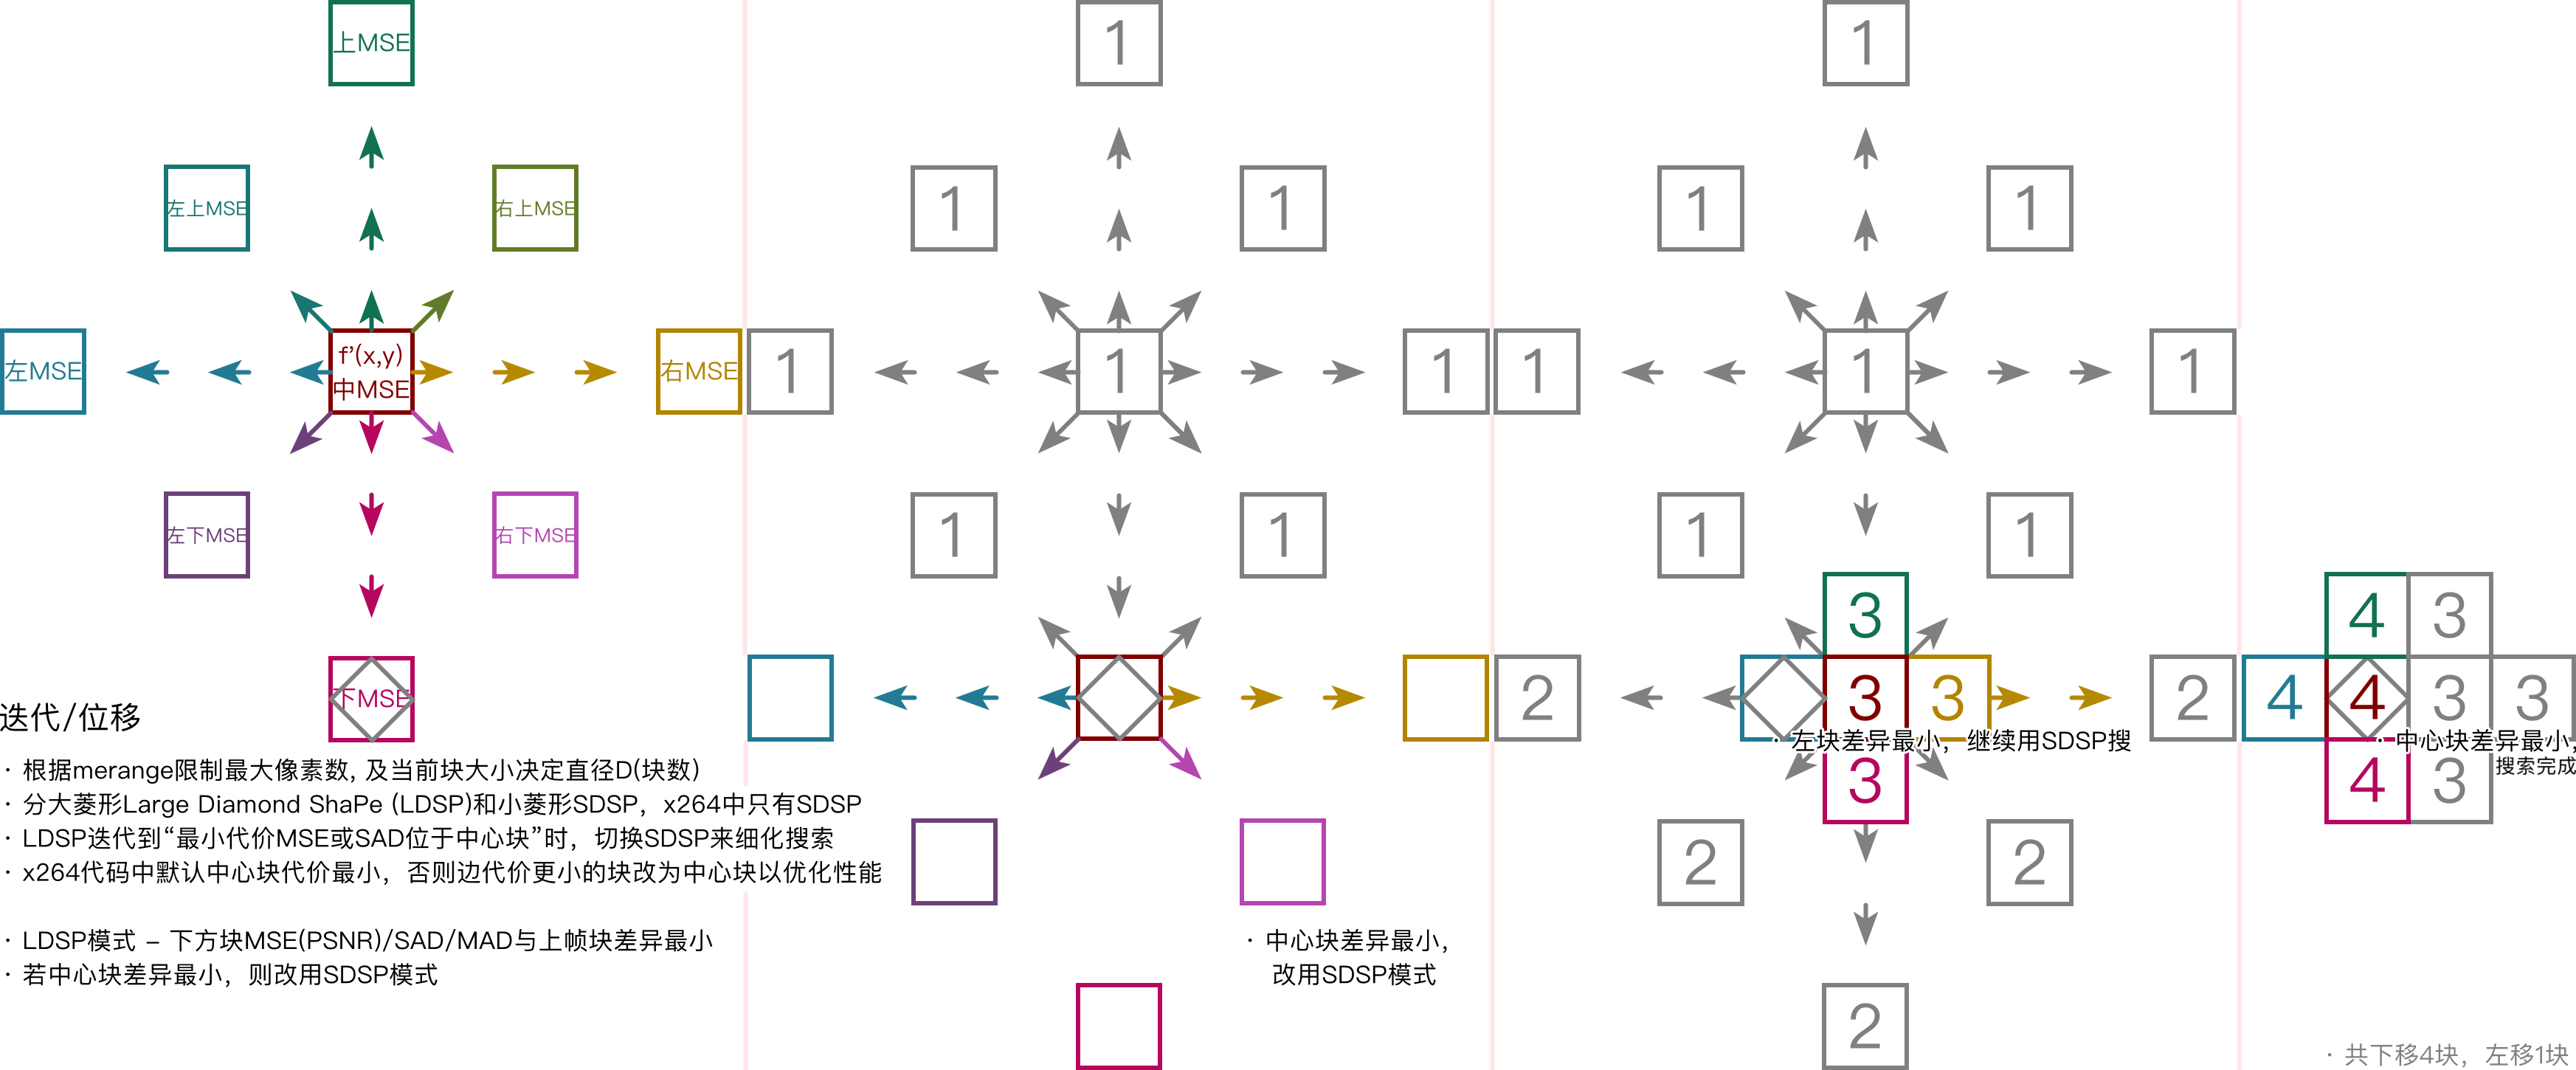 上MSE
左上MSE
右上MSE
左MSE
f'(x,y)
中MSE
右MSE
左下MSE
右下MSE
下MSE
迭代/位移
· 根据merange限制最大像素数, 及当前块大小决定直径D(块数)
· 分大菱形Large Diamond ShaPe (LDSP)和小菱形SDSP，x264中只有SDSP
· LDSP迭代到“最小代价MSE或SAD位于中心块”时，切换SDSP来细化搜索
· x264代码中默认中心块代价最小，否则边代价更小的块改为中心块以优化性能
· LDSP模式 – 下方块MSE(PSNR)/SAD/MAD与上帧块差异最小
· 若中心块差异最小，则改用SDSP模式
1
1
1
1
1
1
1
1
· 中心块差异最小，
改用SDSP模式
1
1
1
1
1
1
1
1
3
2
3
3
2
· 左块差异最小，继续用SDSP搜
3
2
2
2
4
3
4
4
3
3
· 中心块差异最小，
搜索完成
4
3
· 共下移4块，左移1块